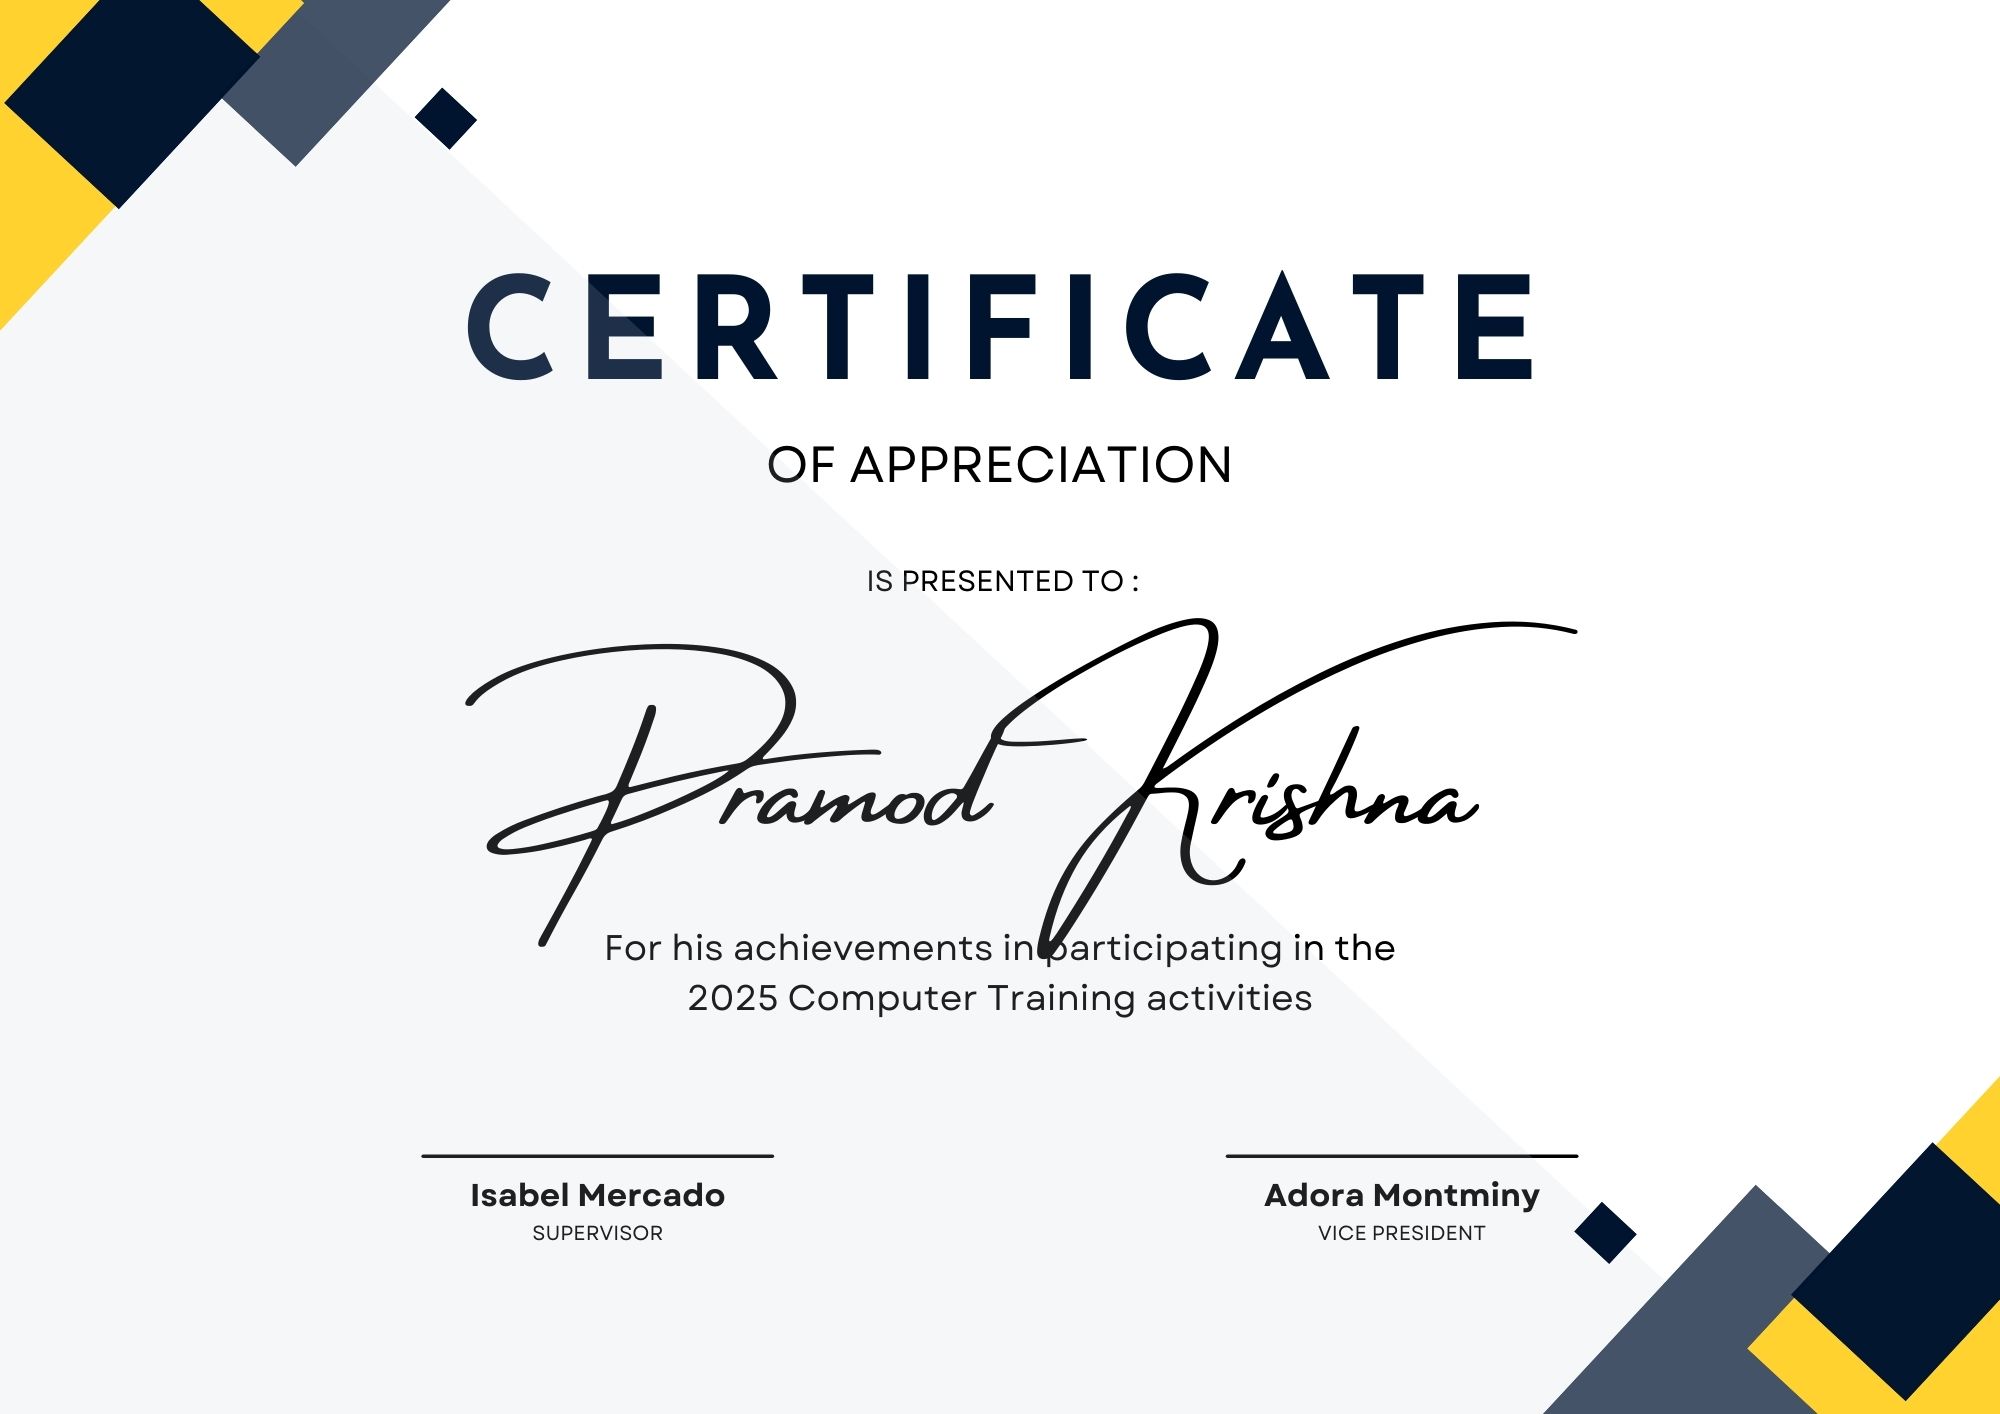 CERTIFICATE
OF APPRECIATION
IS PRESENTED TO :
Pramod Krishna
For his achievements in participating in the
2025 Computer Training activities
Isabel Mercado
SUPERVISOR
Adora Montminy
VICE PRESIDENT